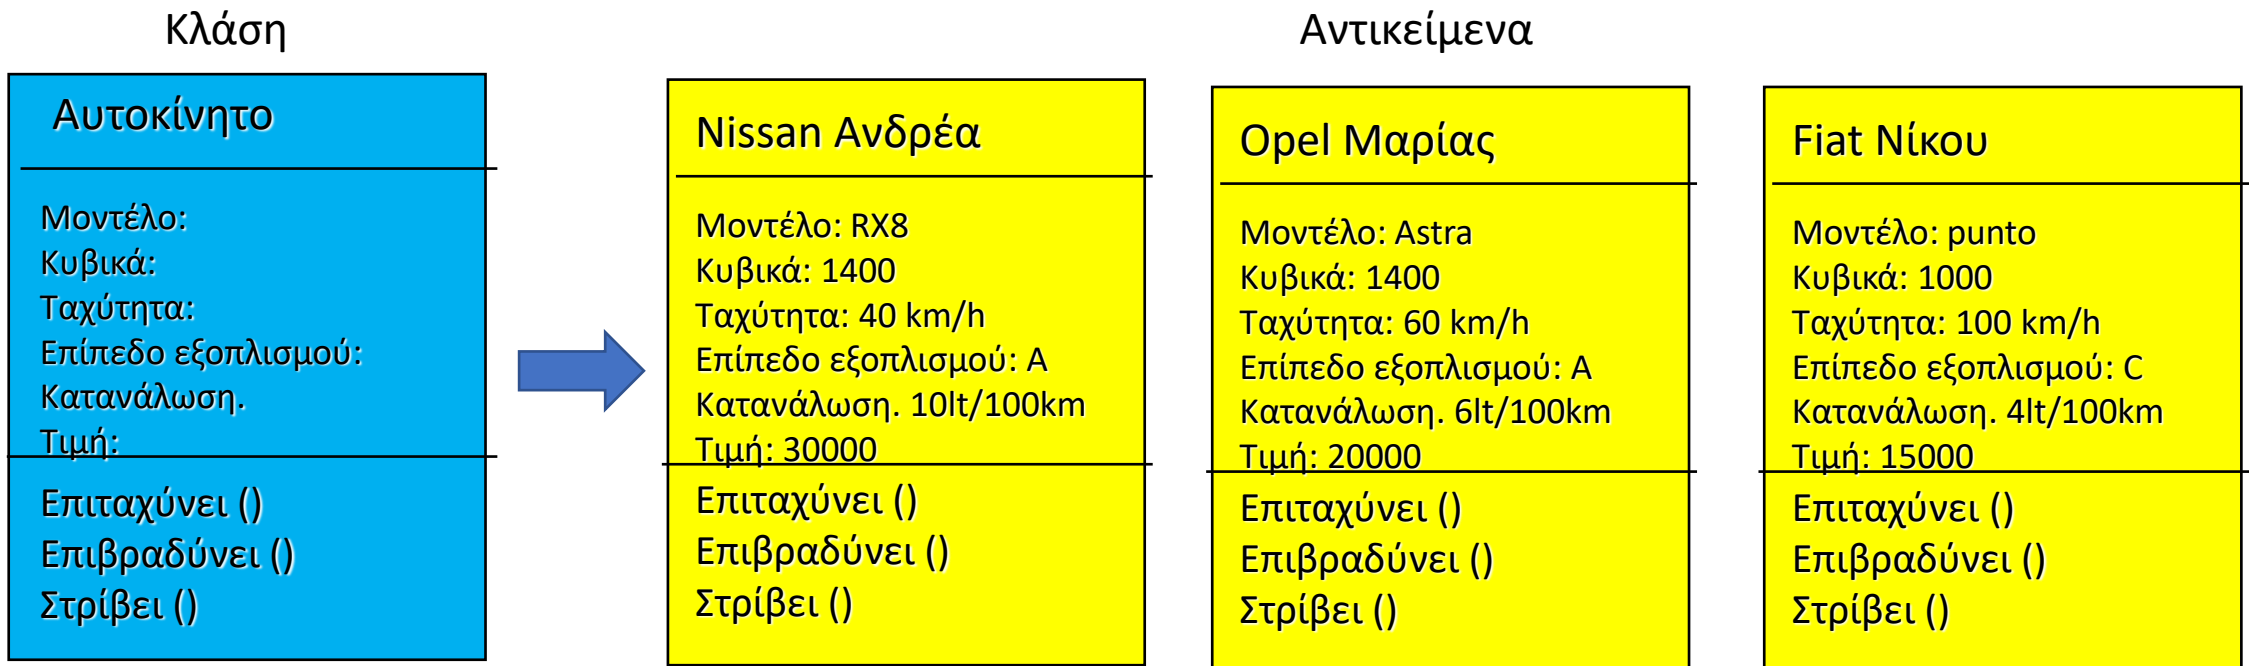 Κλάση
Αντικείμενα
Αυτοκίνητο
Μοντέλο:
Κυβικά:
Ταχύτητα:
Επίπεδο εξοπλισμού:
Κατανάλωση.
Τιμή:
Επιταχύνει ()
Επιβραδύνει ()
Στρίβει ()
Nissan Ανδρέα
Μοντέλο: RX8
Κυβικά: 1400
Ταχύτητα: 40 km/h
Επίπεδο εξοπλισμού: A
Κατανάλωση. 10lt/100km
Τιμή: 30000
Επιταχύνει ()
Επιβραδύνει ()
Στρίβει ()
Opel Μαρίας
Μοντέλο: Astra
Κυβικά: 1400
Ταχύτητα: 60 km/h
Επίπεδο εξοπλισμού: A
Κατανάλωση. 6lt/100km
Τιμή: 20000
Επιταχύνει ()
Επιβραδύνει ()
Στρίβει ()
Fiat Νίκου
Μοντέλο: punto
Κυβικά: 1000
Ταχύτητα: 100 km/h
Επίπεδο εξοπλισμού: C
Κατανάλωση. 4lt/100km
Τιμή: 15000
Επιταχύνει ()
Επιβραδύνει ()
Στρίβει ()